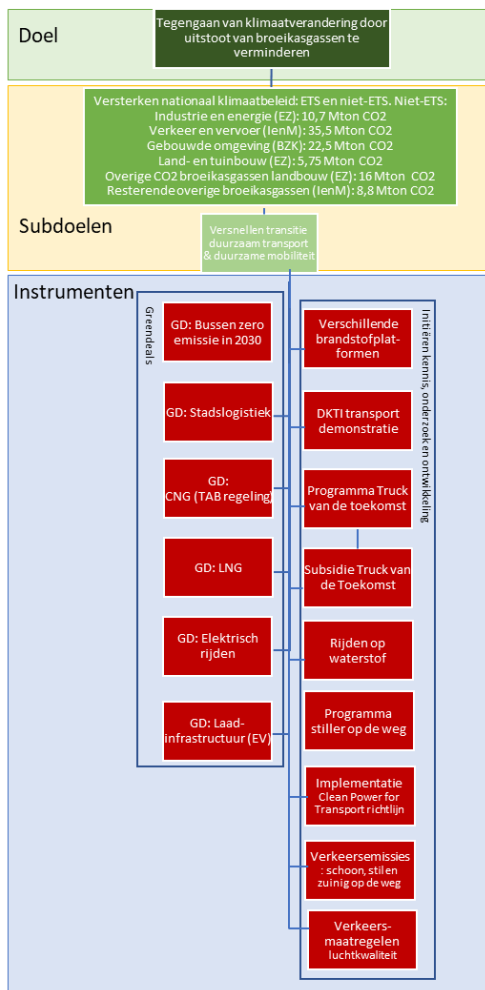 Doel
Tegengaan van klimaatverandering door
uitstoot van broeikasgassen te
verminderen
Versterken nationaal klimaatbeleid: ETS en niet-ETS. Niet-ETS:
Industrie en energie (EZ): 10,7 Mton CO2
Verkeer en vervoer (IenM): 35,5 Mton CO2
Gebouwde omgeving (BZK): 22,5 Mton CO2
Land- en tuinbouw (EZ): 5,75 Mton CO2
Overige CO2 broeikasgassen landbouw (EZ): 16 Mton CO2
Resterende overige broeikasgassen (IenM): 8,8 Mton CO2
Subdoelen
Versnellen transitie
duurzaam transport
& duurzame mobiliteit
Instrumenten
Greendeals
GD: Bussen zero
emissie in 2030
GD: Stadslogistiek
GD:
CNG (TAB regeling)
GD: LNG
GD: Elektrisch
rijden
GD: Laad-
infrastructuur (EV)
Initiëren kennis, onderzoek en ontwikkeling
Verschillende
brandstofplat-
formen
DKTI transport
demonstratie
Programma Truck
van de toekomst
Subsidie Truck van
de Toekomst
Rijden op
waterstof
Programma
stiller op de weg
Implementatie
Clean Power for
Transport richtlijn
Verkeersemissies
: schoon, stil en
zuinig op de weg
Verkeers-
maatregelen
luchtkwaliteit